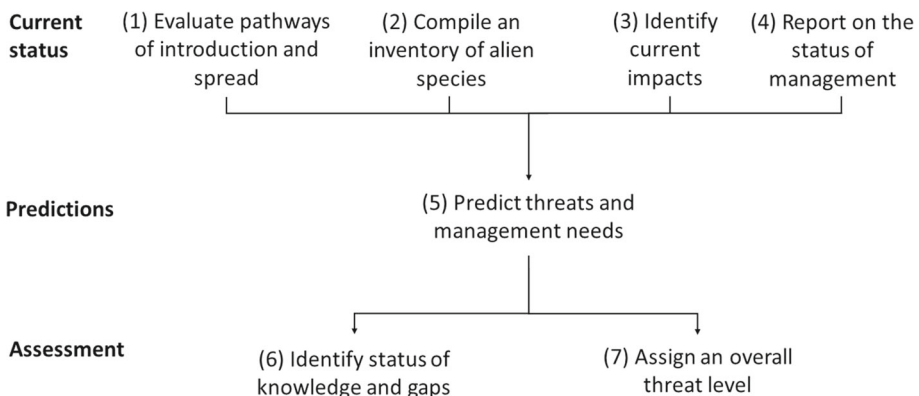 Current
status
(1) Evaluate pathways
of introduction and
spread
(2) Compile an
inventory of alien
species
(3) Identify
current
impacts
(4) Report on the
status of
management
Predictions
(5) Predict threats and
management needs
Assessment
(6) Identify status of
knowledge and gaps
(7) Assign an overall
threat level